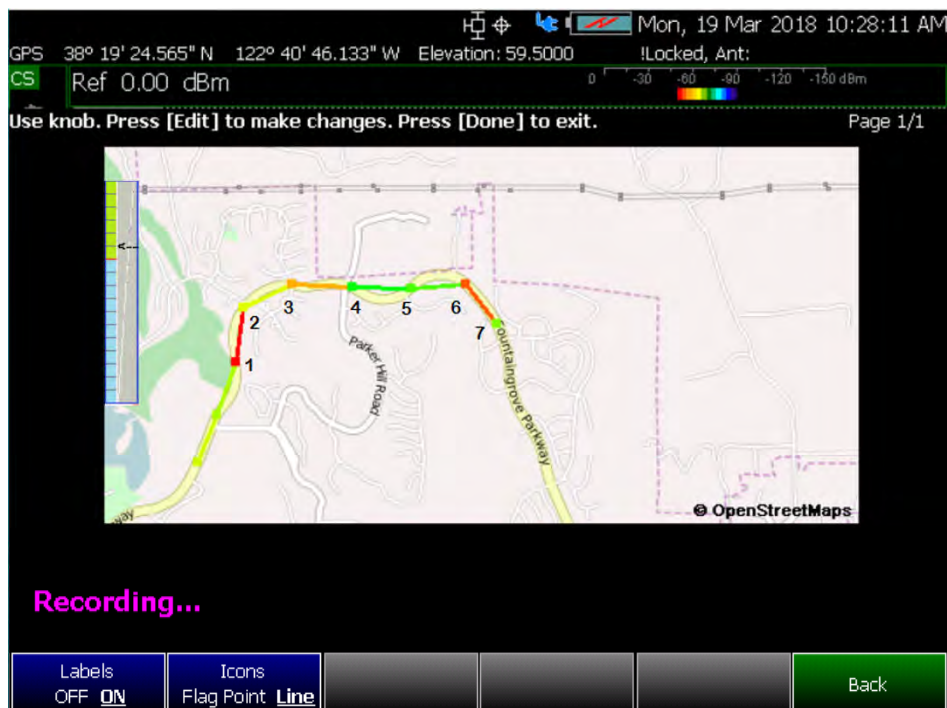 Mon, 19 Mar 2018 10:28:11 AM
GPS 38º 19' 24.565" N 122º 40' 46.133" W Elevation: 59.5000 !Locked, Ant:
CS Ref 0.00 dBm 0 -30 -60 -90 -120 -150 dBm
Use knob. Press [Edit] to make changes. Press [Done] to exit. Page 1/1
<--
3
4
5
6
2
7
1
Parker Hill Road
Fountaingrove Parkway
way
© OpenStreetMaps
Recording...
Labels
OFF ON
Icons
Flag Point Line
Back